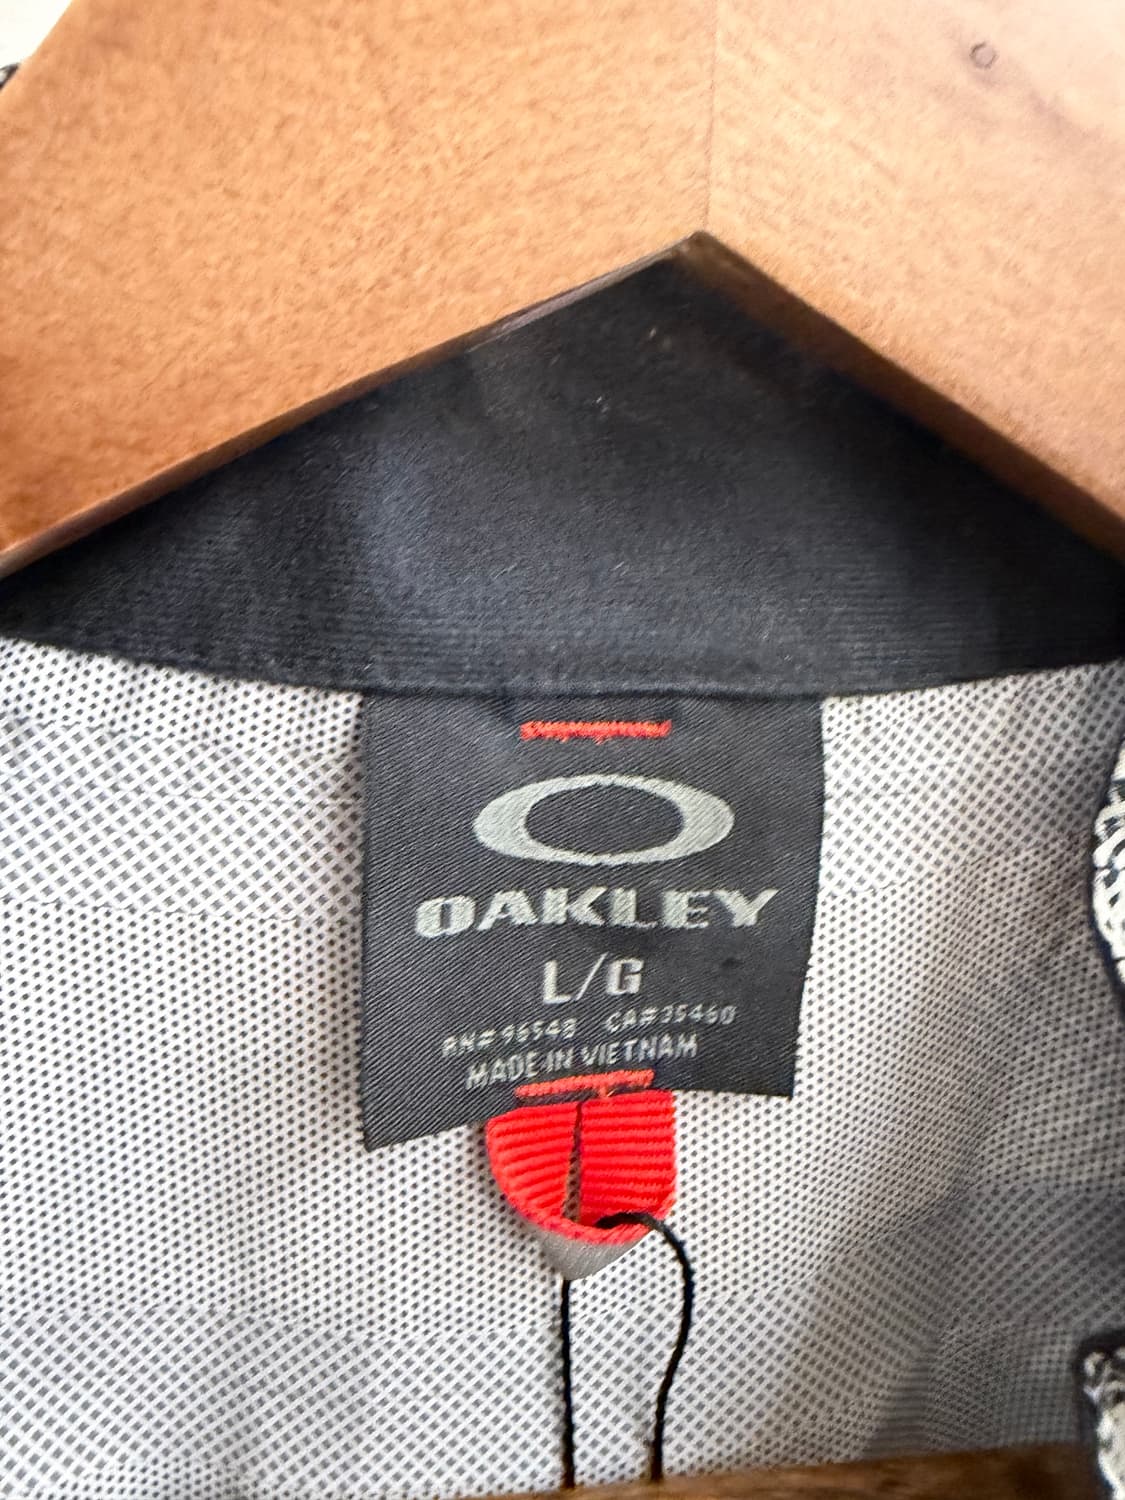 OAKLEY
L/G
RN#96548 CA#35460
MADE IN VIETNAM